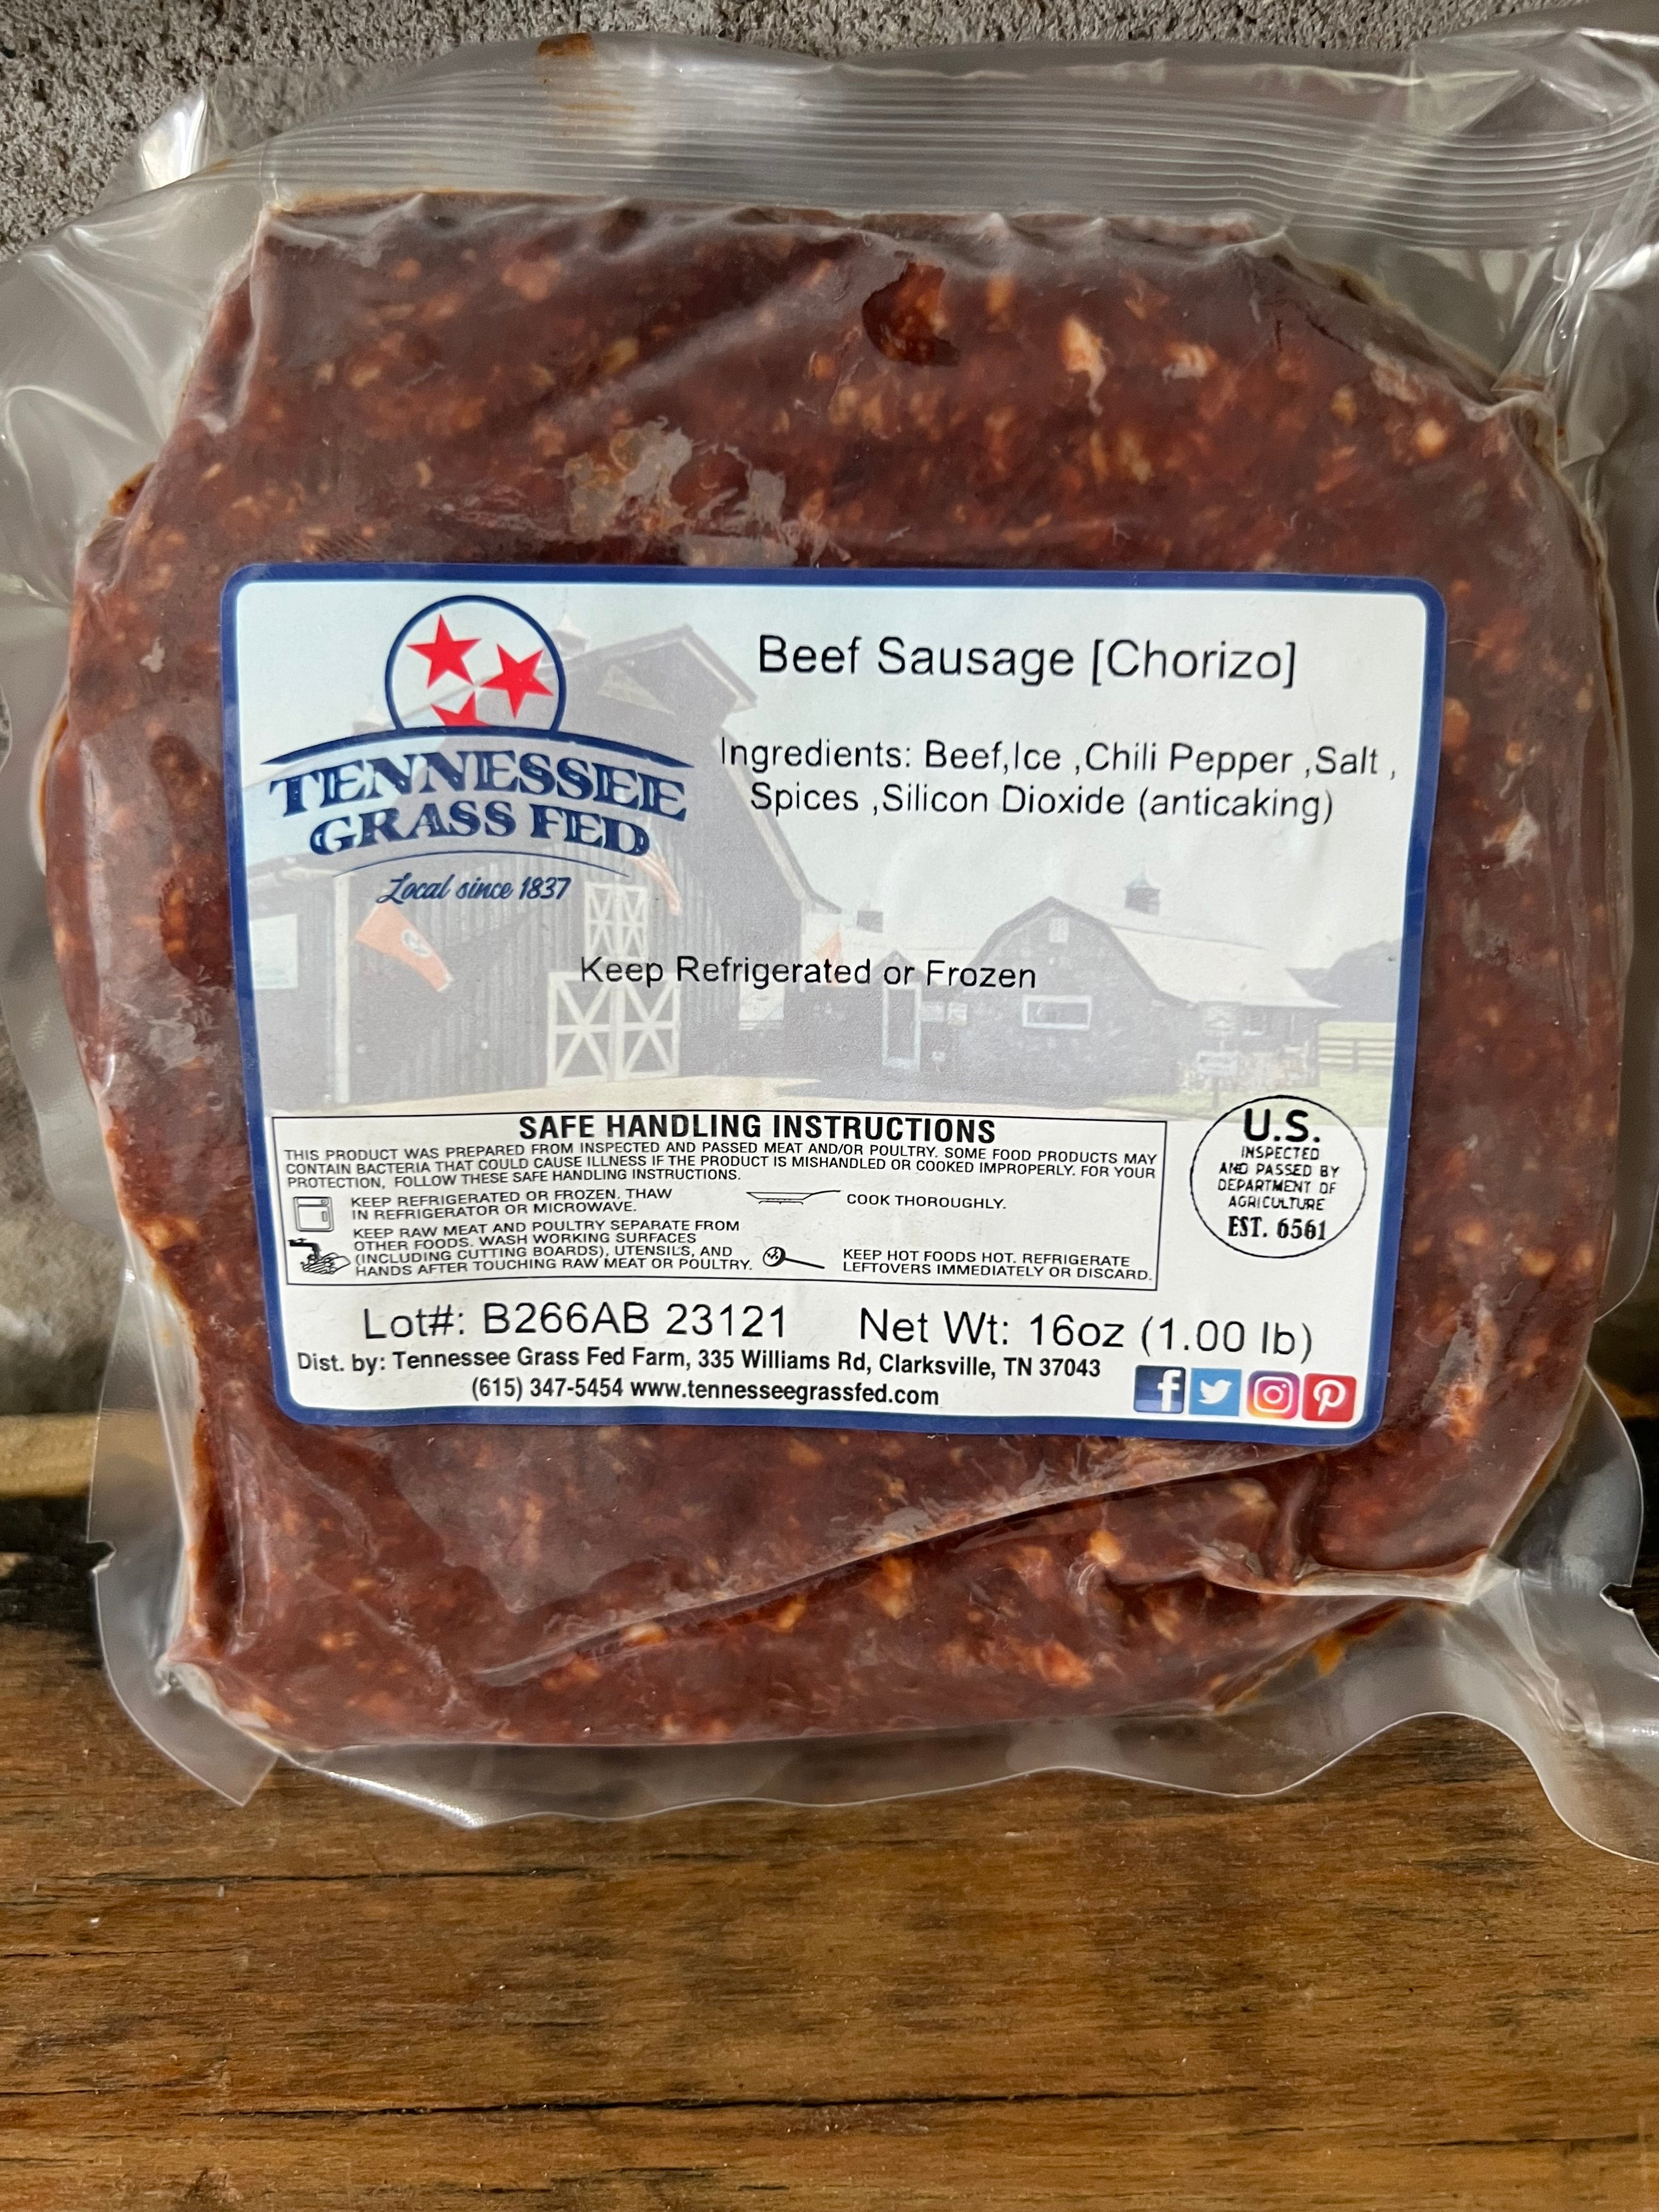 TENNESSEE
GRASS FED
Local since 1837
Beef Sausage [Chorizo]
Ingredients: Beef,Ice ,Chili Pepper ,Salt ,
Spices ,Silicon Dioxide (anticaking)
Keep Refrigerated or Frozen
SAFE HANDLING INSTRUCTIONS
THIS PRODUCT WAS PREPARED FROM INSPECTED AND PASSED MEAT AND/OR POULTRY. SOME FOOD PRODUCTS MAY
CONTAIN BACTERIA THAT COULD CAUSE ILLNESS IF THE PRODUCT IS MISHANDLED OR COOKED IMPROPERLY. FOR YOUR
PROTECTION, FOLLOW THESE SAFE HANDLING INSTRUCTIONS.
KEEP REFRIGERATED OR FROZEN. THAW
IN REFRIGERATOR OR MICROWAVE.
KEEP RAW MEAT AND POULTRY SEPARATE FROM
OTHER FOODS. WASH WORKING SURFACES
(INCLUDING CUTTING BOARDS), UTENSILS, AND
HANDS AFTER TOUCHING RAW MEAT OR POULTRY.
COOK THOROUGHLY.
KEEP HOT FOODS HOT. REFRIGERATE
LEFTOVERS IMMEDIATELY OR DISCARD.
U.S.
INSPECTED
AND PASSED BY
DEPARTMENT OF
AGRICULTURE
EST. 6561
Lot#: B266AB 23121 Net Wt: 16oz (1.00 lb)
Dist. by: Tennessee Grass Fed Farm, 335 Williams Rd, Clarksville, TN 37043
(615) 347-5454 www.tennesseegrassfed.com